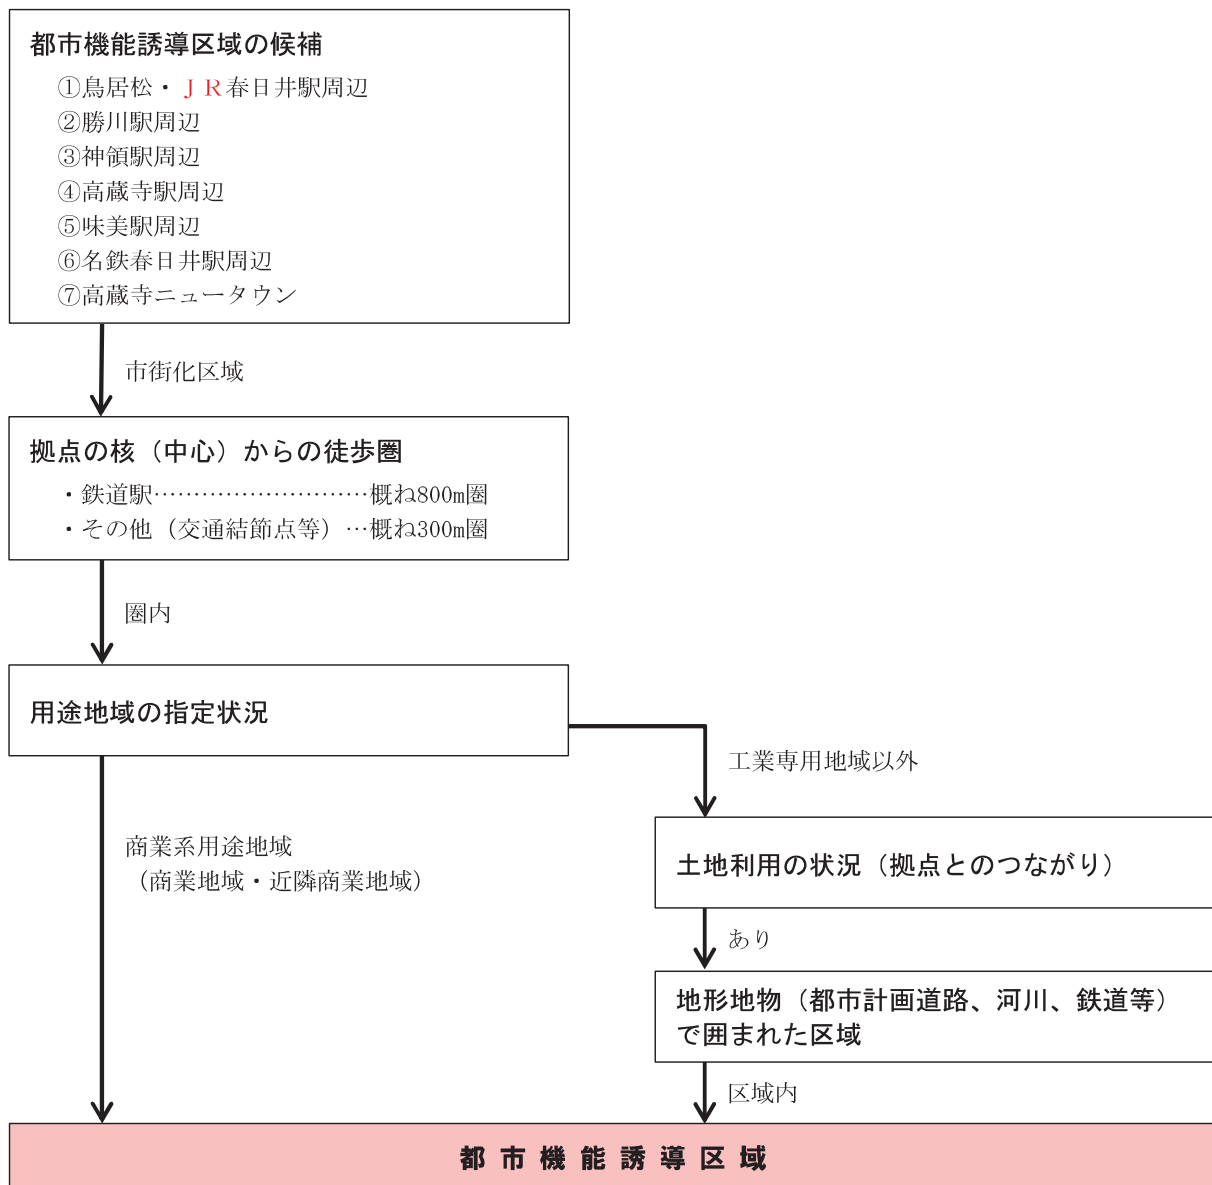 都市機能誘導区域の候補
①鳥居松・ＪＲ春日井駅周辺
②勝川駅周辺
③神領駅周辺
④高蔵寺駅周辺
⑤味美駅周辺
⑥名鉄春日井駅周辺
⑦高蔵寺ニュータウン
市街化区域
拠点の核（中心）からの徒歩圏
・鉄道駅………………………概ね800m圏
・その他（交通結節点等）…概ね300m圏
圏内
用途地域の指定状況
工業専用地域以外
商業系用途地域
（商業地域・近隣商業地域）
土地利用の状況（拠点とのつながり）
あり
地形地物（都市計画道路、河川、鉄道等）
で囲まれた区域
区域内
都市機能誘導区域